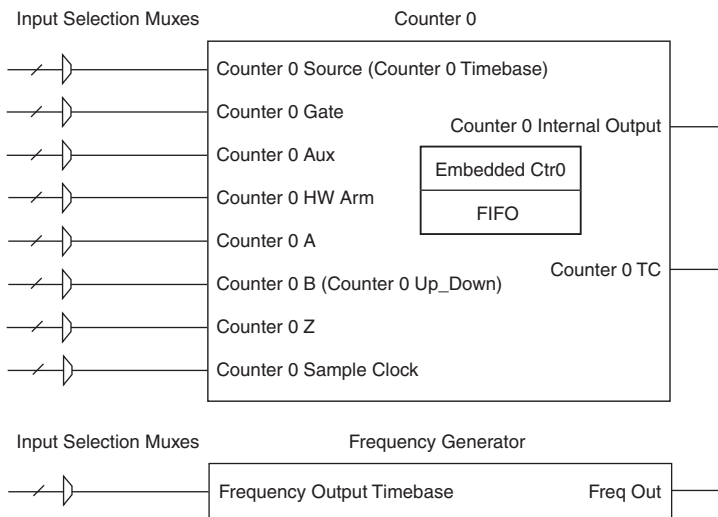 Input Selection Muxes
Counter 0
Counter 0 Source (Counter 0 Timebase)
Counter 0 Gate
Counter 0 Internal Output
Counter 0 Aux
Embedded Ctr0
Counter 0 HW Arm
FIFO
Counter 0 A
Counter 0 TC
Counter 0 B (Counter 0 Up_Down)
Counter 0 Z
Counter 0 Sample Clock
Input Selection Muxes
Frequency Generator
Frequency Output Timebase
Freq Out